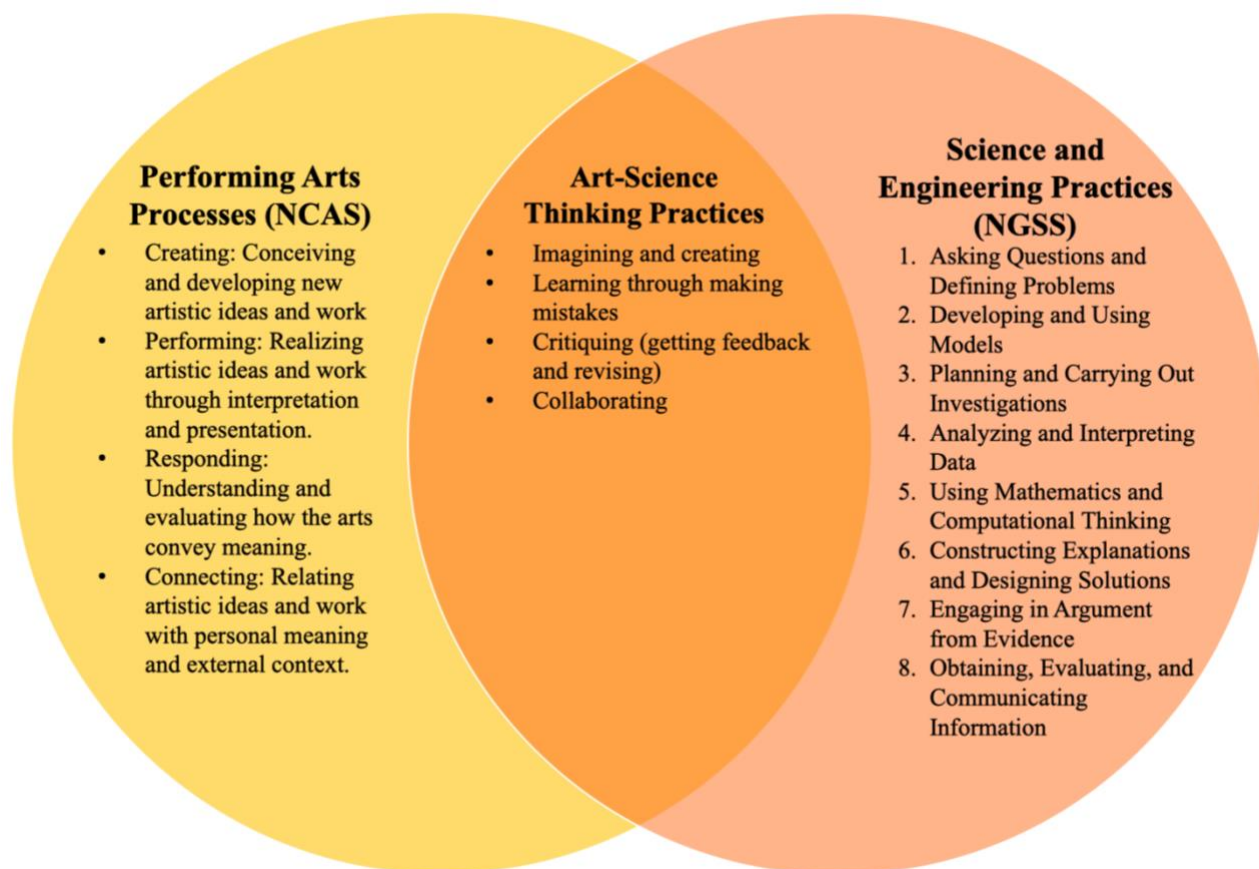 Performing Arts
Processes (NCAS)
• Creating: Conceiving
and developing new
artistic ideas and work
• Performing: Realizing
artistic ideas and work
through interpretation
and presentation.
• Responding:
Understanding and
evaluating how the arts
convey meaning.
• Connecting: Relating
artistic ideas and work
with personal meaning
and external context.
Art-Science
Thinking Practices
• Imagining and creating
• Learning through making
mistakes
• Critiquing (getting feedback
and revising)
• Collaborating
Science and
Engineering Practices
(NGSS)
1. Asking Questions and
Defining Problems
2. Developing and Using
Models
3. Planning and Carrying Out
Investigations
4. Analyzing and Interpreting
Data
5. Using Mathematics and
Computational Thinking
6. Constructing Explanations
and Designing Solutions
7. Engaging in Argument
from Evidence
8. Obtaining, Evaluating, and
Communicating
Information